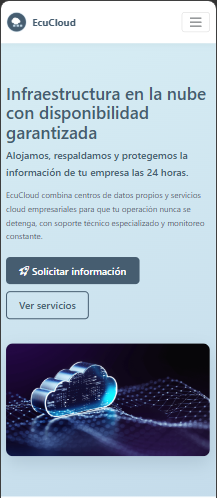 EcuCloud
Infraestructura en la nube
con disponibilidad
garantizada
Alojamos, respaldamos y protegemos la
información de tu empresa las 24 horas.
EcuCloud combina centros de datos propios y servicios
cloud empresariales para que tu operación nunca se
detenga, con soporte técnico especializado y monitoreo
constante.
Solicitar información
Ver servicios